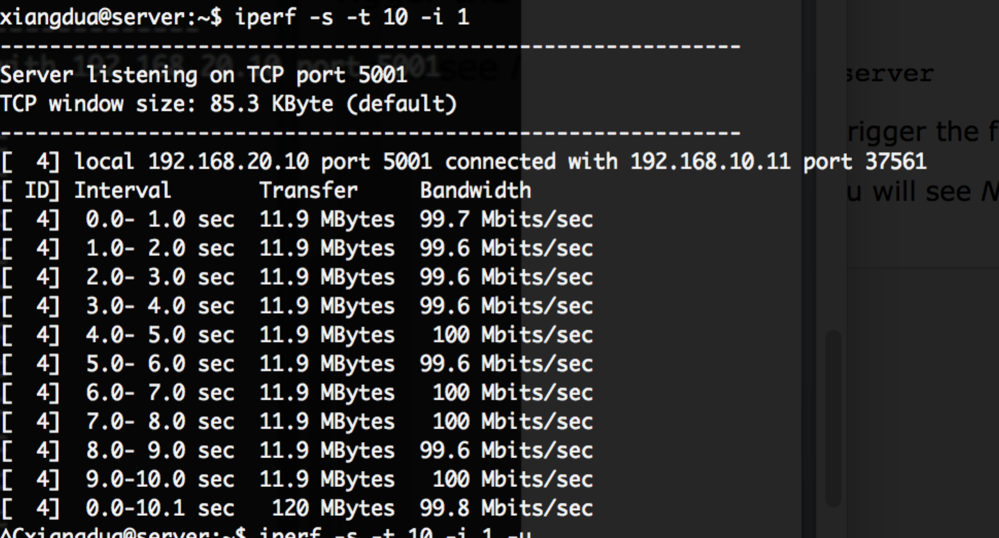 xiangdua@server:~$ iperf -s -t 10 -i 1
------------------------------------------------------------
Server listening on TCP port 5001
TCP window size: 85.3 KByte (default)
------------------------------------------------------------
[  4] local 192.168.20.10 port 5001 connected with 192.168.10.11 port 37561
[ ID] Interval       Transfer     Bandwidth
[  4]  0.0- 1.0 sec  11.9 MBytes  99.7 Mbits/sec
[  4]  1.0- 2.0 sec  11.9 MBytes  99.6 Mbits/sec
[  4]  2.0- 3.0 sec  11.9 MBytes  99.6 Mbits/sec
[  4]  3.0- 4.0 sec  11.9 MBytes  99.6 Mbits/sec
[  4]  4.0- 5.0 sec  11.9 MBytes   100 Mbits/sec
[  4]  5.0- 6.0 sec  11.9 MBytes  99.6 Mbits/sec
[  4]  6.0- 7.0 sec  11.9 MBytes   100 Mbits/sec
[  4]  7.0- 8.0 sec  11.9 MBytes   100 Mbits/sec
[  4]  8.0- 9.0 sec  11.9 MBytes  99.6 Mbits/sec
[  4]  9.0-10.0 sec  11.9 MBytes   100 Mbits/sec
[  4]  0.0-10.1 sec   120 MBytes  99.8 Mbits/sec
^Cxiangdua@server:~$ iperf -s -t 10 -i 1 -u
server
rigger the f
u will see N